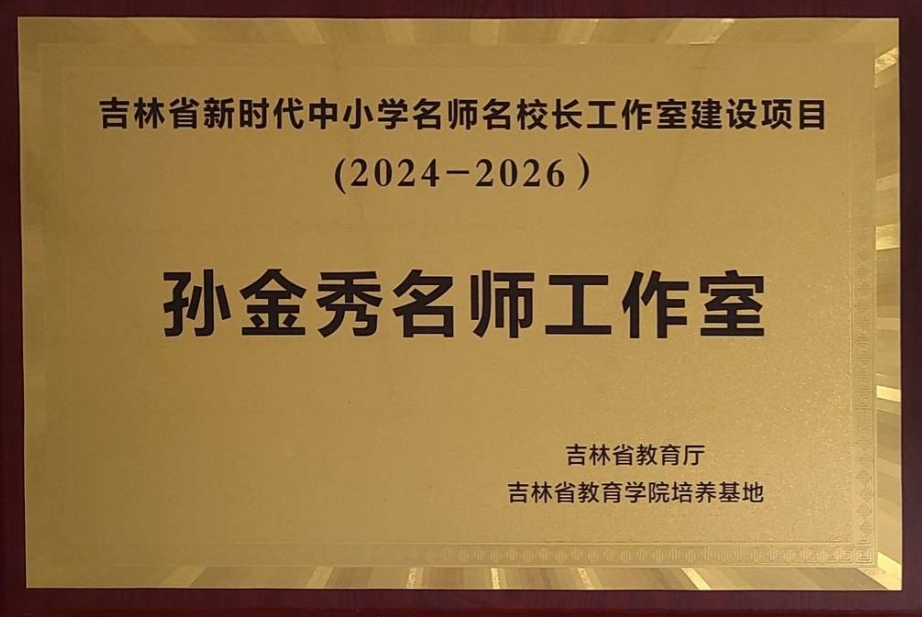 吉林省新时代中小学名师名校长工作室建设项目
(2024-2026)
孙金秀名师工作室
吉林省教育厅
吉林省教育学院培养基地